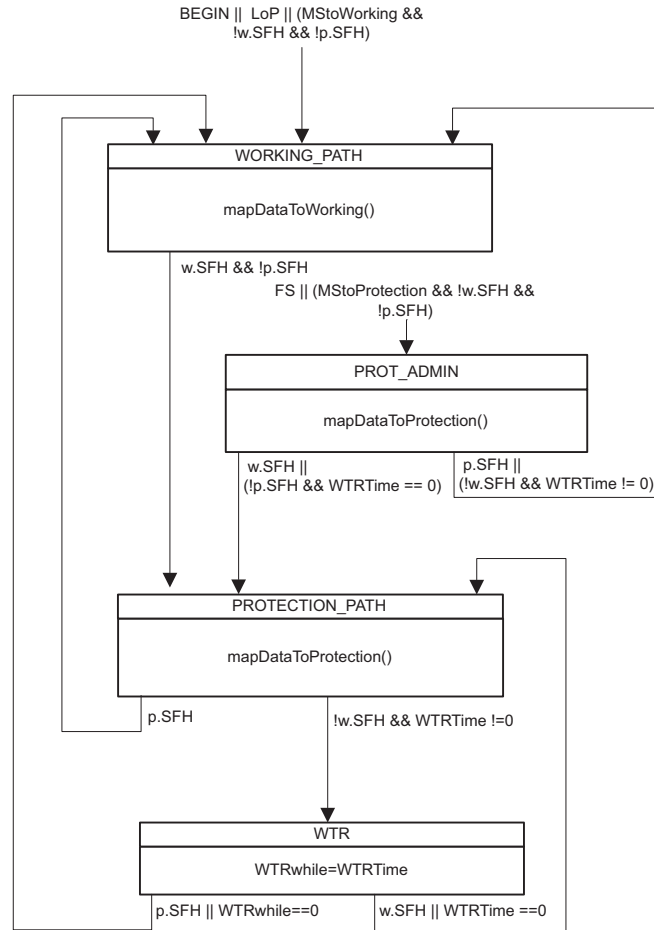 BEGIN || LoP || (MStoWorking &&
!w.SFH && !p.SFH)
WORKING_PATH
mapDataToWorking()
w.SFH && !p.SFH
FS || (MStoProtection && !w.SFH &&
!p.SFH)
PROT_ADMIN
mapDataToProtection()
w.SFH ||
(!p.SFH && WTRTime == 0)
p.SFH ||
(!w.SFH && WTRTime != 0)
PROTECTION_PATH
mapDataToProtection()
p.SFH
!w.SFH && WTRTime !=0
WTR
WTRwhile=WTRTime
p.SFH || WTRwhile==0
w.SFH || WTRTime ==0